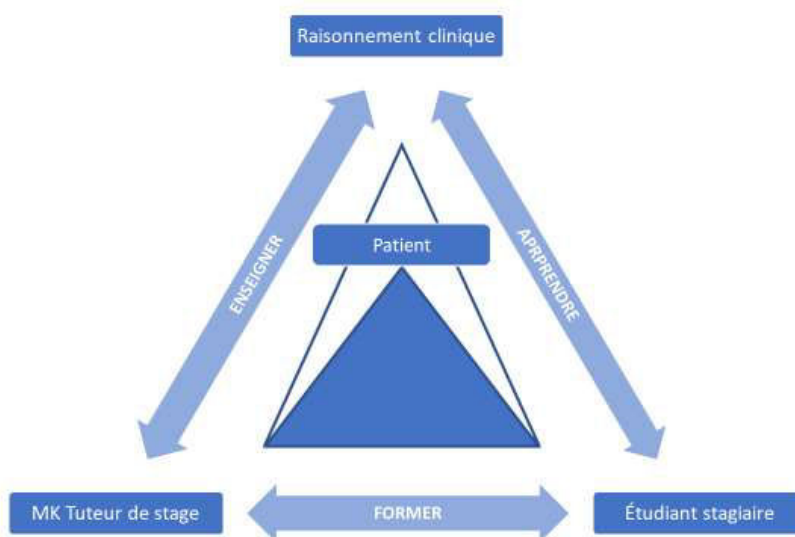 Raisonnement clinique
Patient
ENSEIGNER
APRPRENDRE
MK Tuteur de stage
FORMER
Étudiant stagiaire